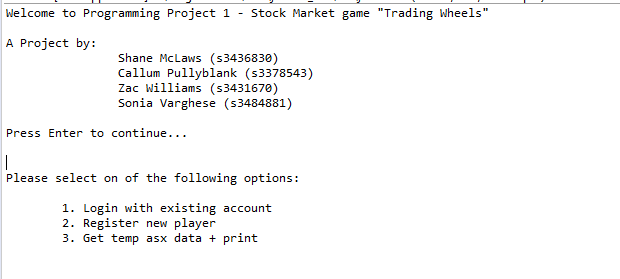 Welcome to Programming Project 1 - Stock Market game "Trading Wheels"
A Project by:
Shane McLaws (s3436830)
Callum Pullyblank (s3378543)
Zac Williams (s3431670)
Sonia Varghese (s3484881)
Press Enter to continue...
Please select on of the following options:
1. Login with existing account
2. Register new player
3. Get temp asx data + print